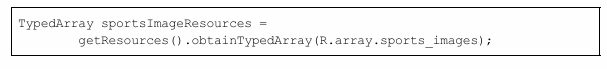 TypedArray sportsImageResources =
        getResources().obtainTypedArray(R.array.sports_images);